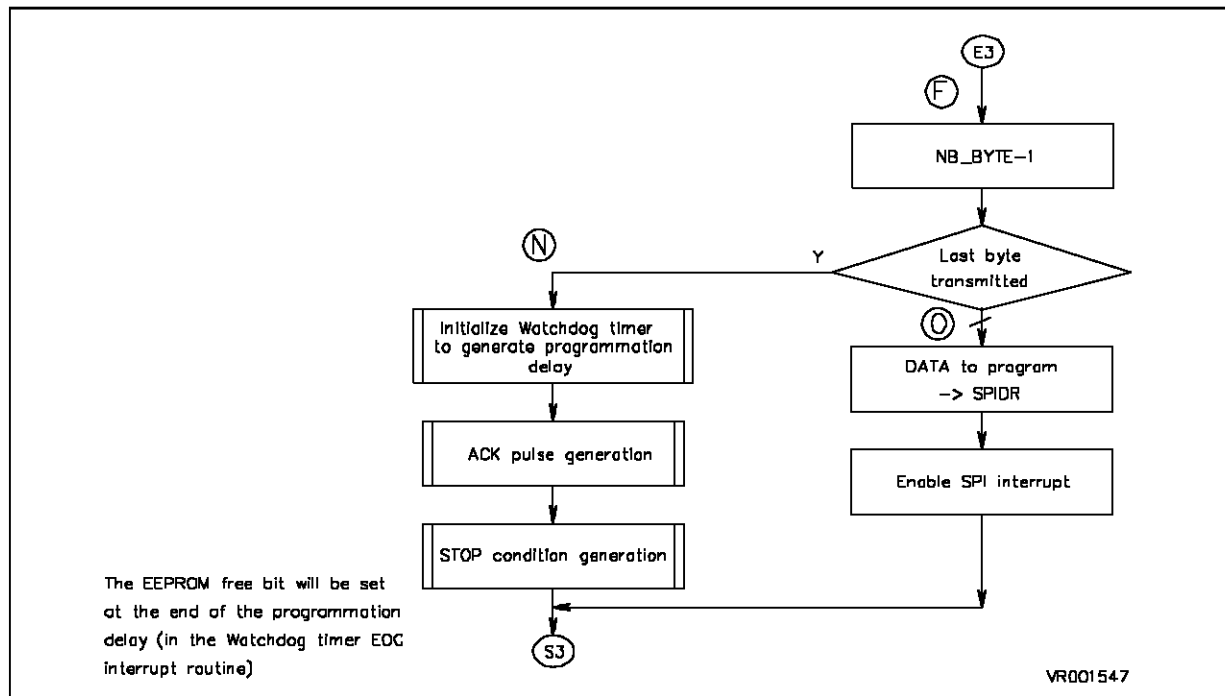 E3
F
NB_BYTE-1
N
Y
Last byte
transmitted
O
Initialize Watchdog timer
to generate programmation
delay
DATA to program
-> SPIDR
ACK pulse generation
Enable SPI interrupt
STOP condition generation
The EEPROM free bit will be set
at the end of the programmation
delay (in the Watchdog timer EOC
interrupt routine)
S3
VR001547